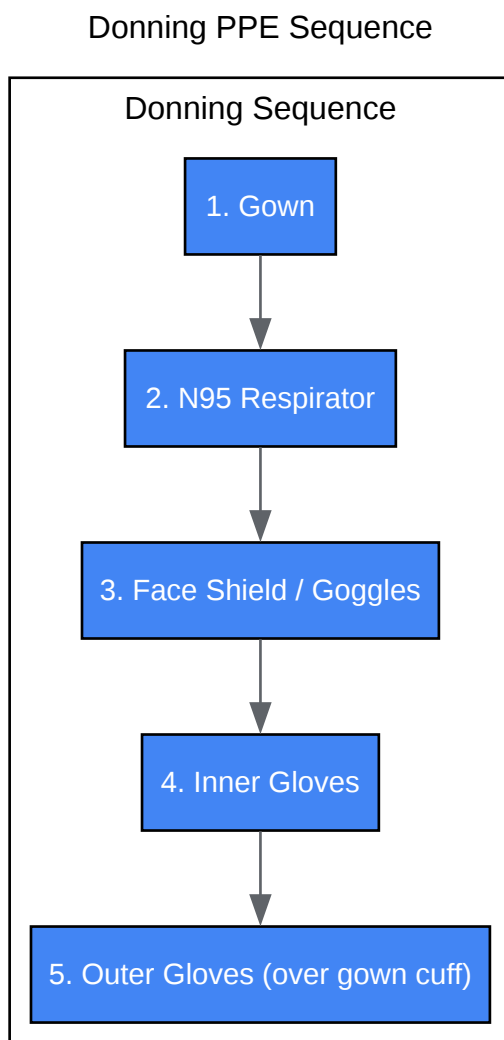 Donning PPE Sequence
Donning Sequence
1. Gown
2. N95 Respirator
3. Face Shield / Goggles
4. Inner Gloves
5. Outer Gloves (over gown cuff)